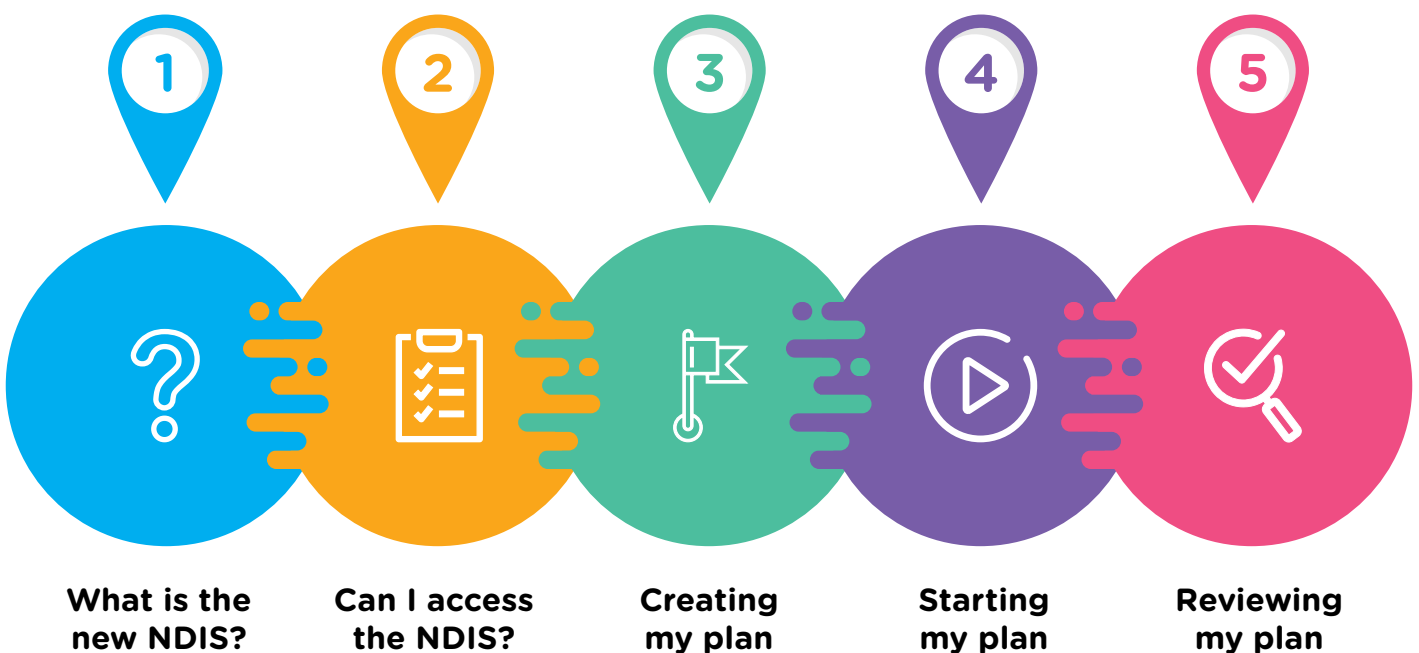 1
2
3
4
5
What is the
new NDIS?
Can I access
the NDIS?
Creating
my plan
Starting
my plan
Reviewing
my plan